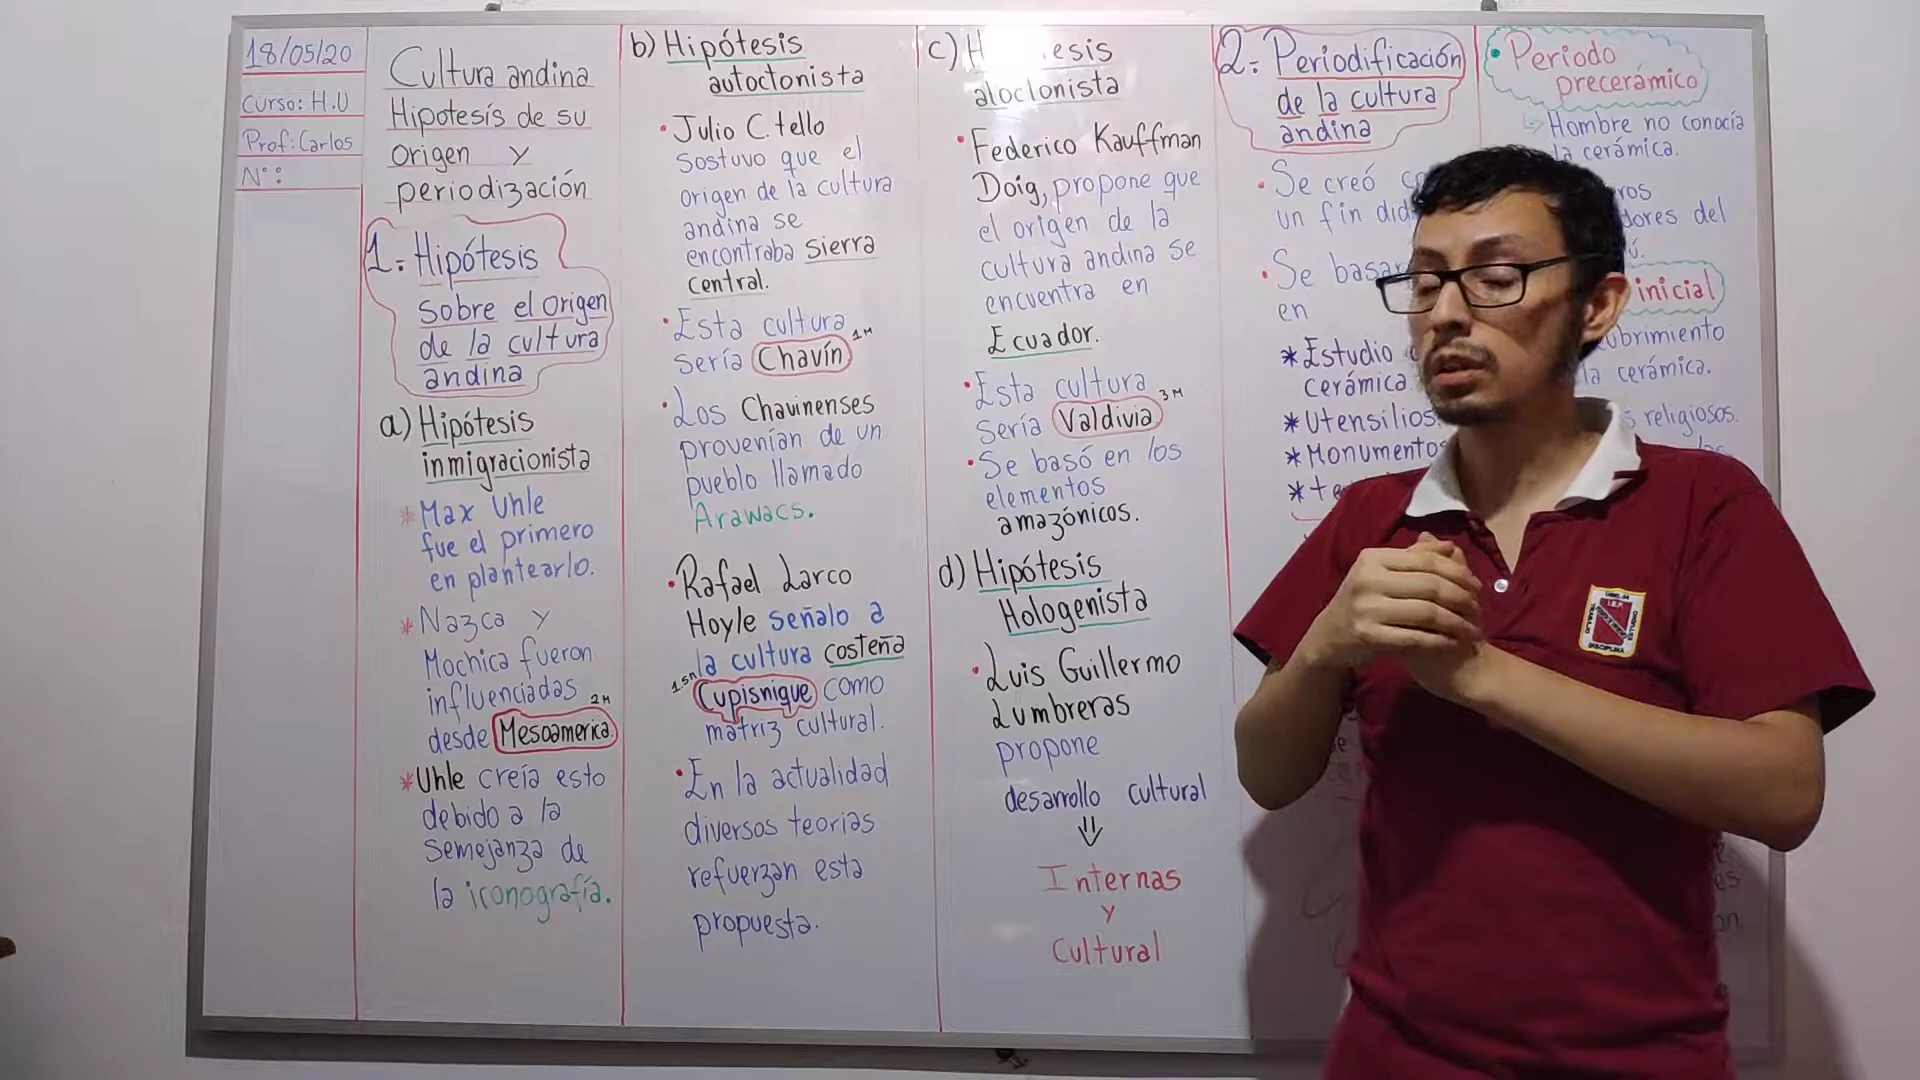 18/05/20
Curso: H.U
Prof: Carlos
N°:
Cultura andina
Hipotesís de su
Origen y
periodización
1.- Hipótesis
sobre el origen
de la cultura
andina
a) Hipótesis
inmigracionista
* Max Uhle
fue el primero
en plantearlo.
* Nazca y
Mochica fueron
influenciadas 2M
desde Mesoamerica.
* Uhle creía esto
debido a la
semejanza de
la iconografía.
b) Hipótesis
autoctonista
• Julio C. tello
Sostuvo que el
origen de la cultura
andina se
encontraba sierra
central.
• Esta cultura
sería Chavín 1M
• Los Chavinenses
provenían de un
pueblo llamado
Arawacs.
• Rafael Larco
Hoyle señalo a
la cultura costeña
Cupisnique como
matriz cultural.
• En la actualidad
diversos teorias
refuerzan esta
propuesta.
c) H esis
aloclonista
• Federico Kauffman
Doig, propone que
el origen de la
cultura andina se
encuentra en
Ecuador.
• Esta cultura
sería Valdivia 3M
• Se basó en los
elementos
amazónicos.
d) Hipótesis
Hologenista
• Luis Guillermo
Lumbreras
propone
desarrollo cultural
⇓
Internas
y
Cultural
2.- Periodificación
de la cultura
andina
• Se creó
un fin did
• Se basa
en
* Estudio
cerámica.
* Utensilios.
* Monumentos
* te
• Periodo
precerámico
Hombre no conocía
la cerámica.
ros
dores del
ú.
inicial
ubrimiento
la cerámica.
s religiosos.